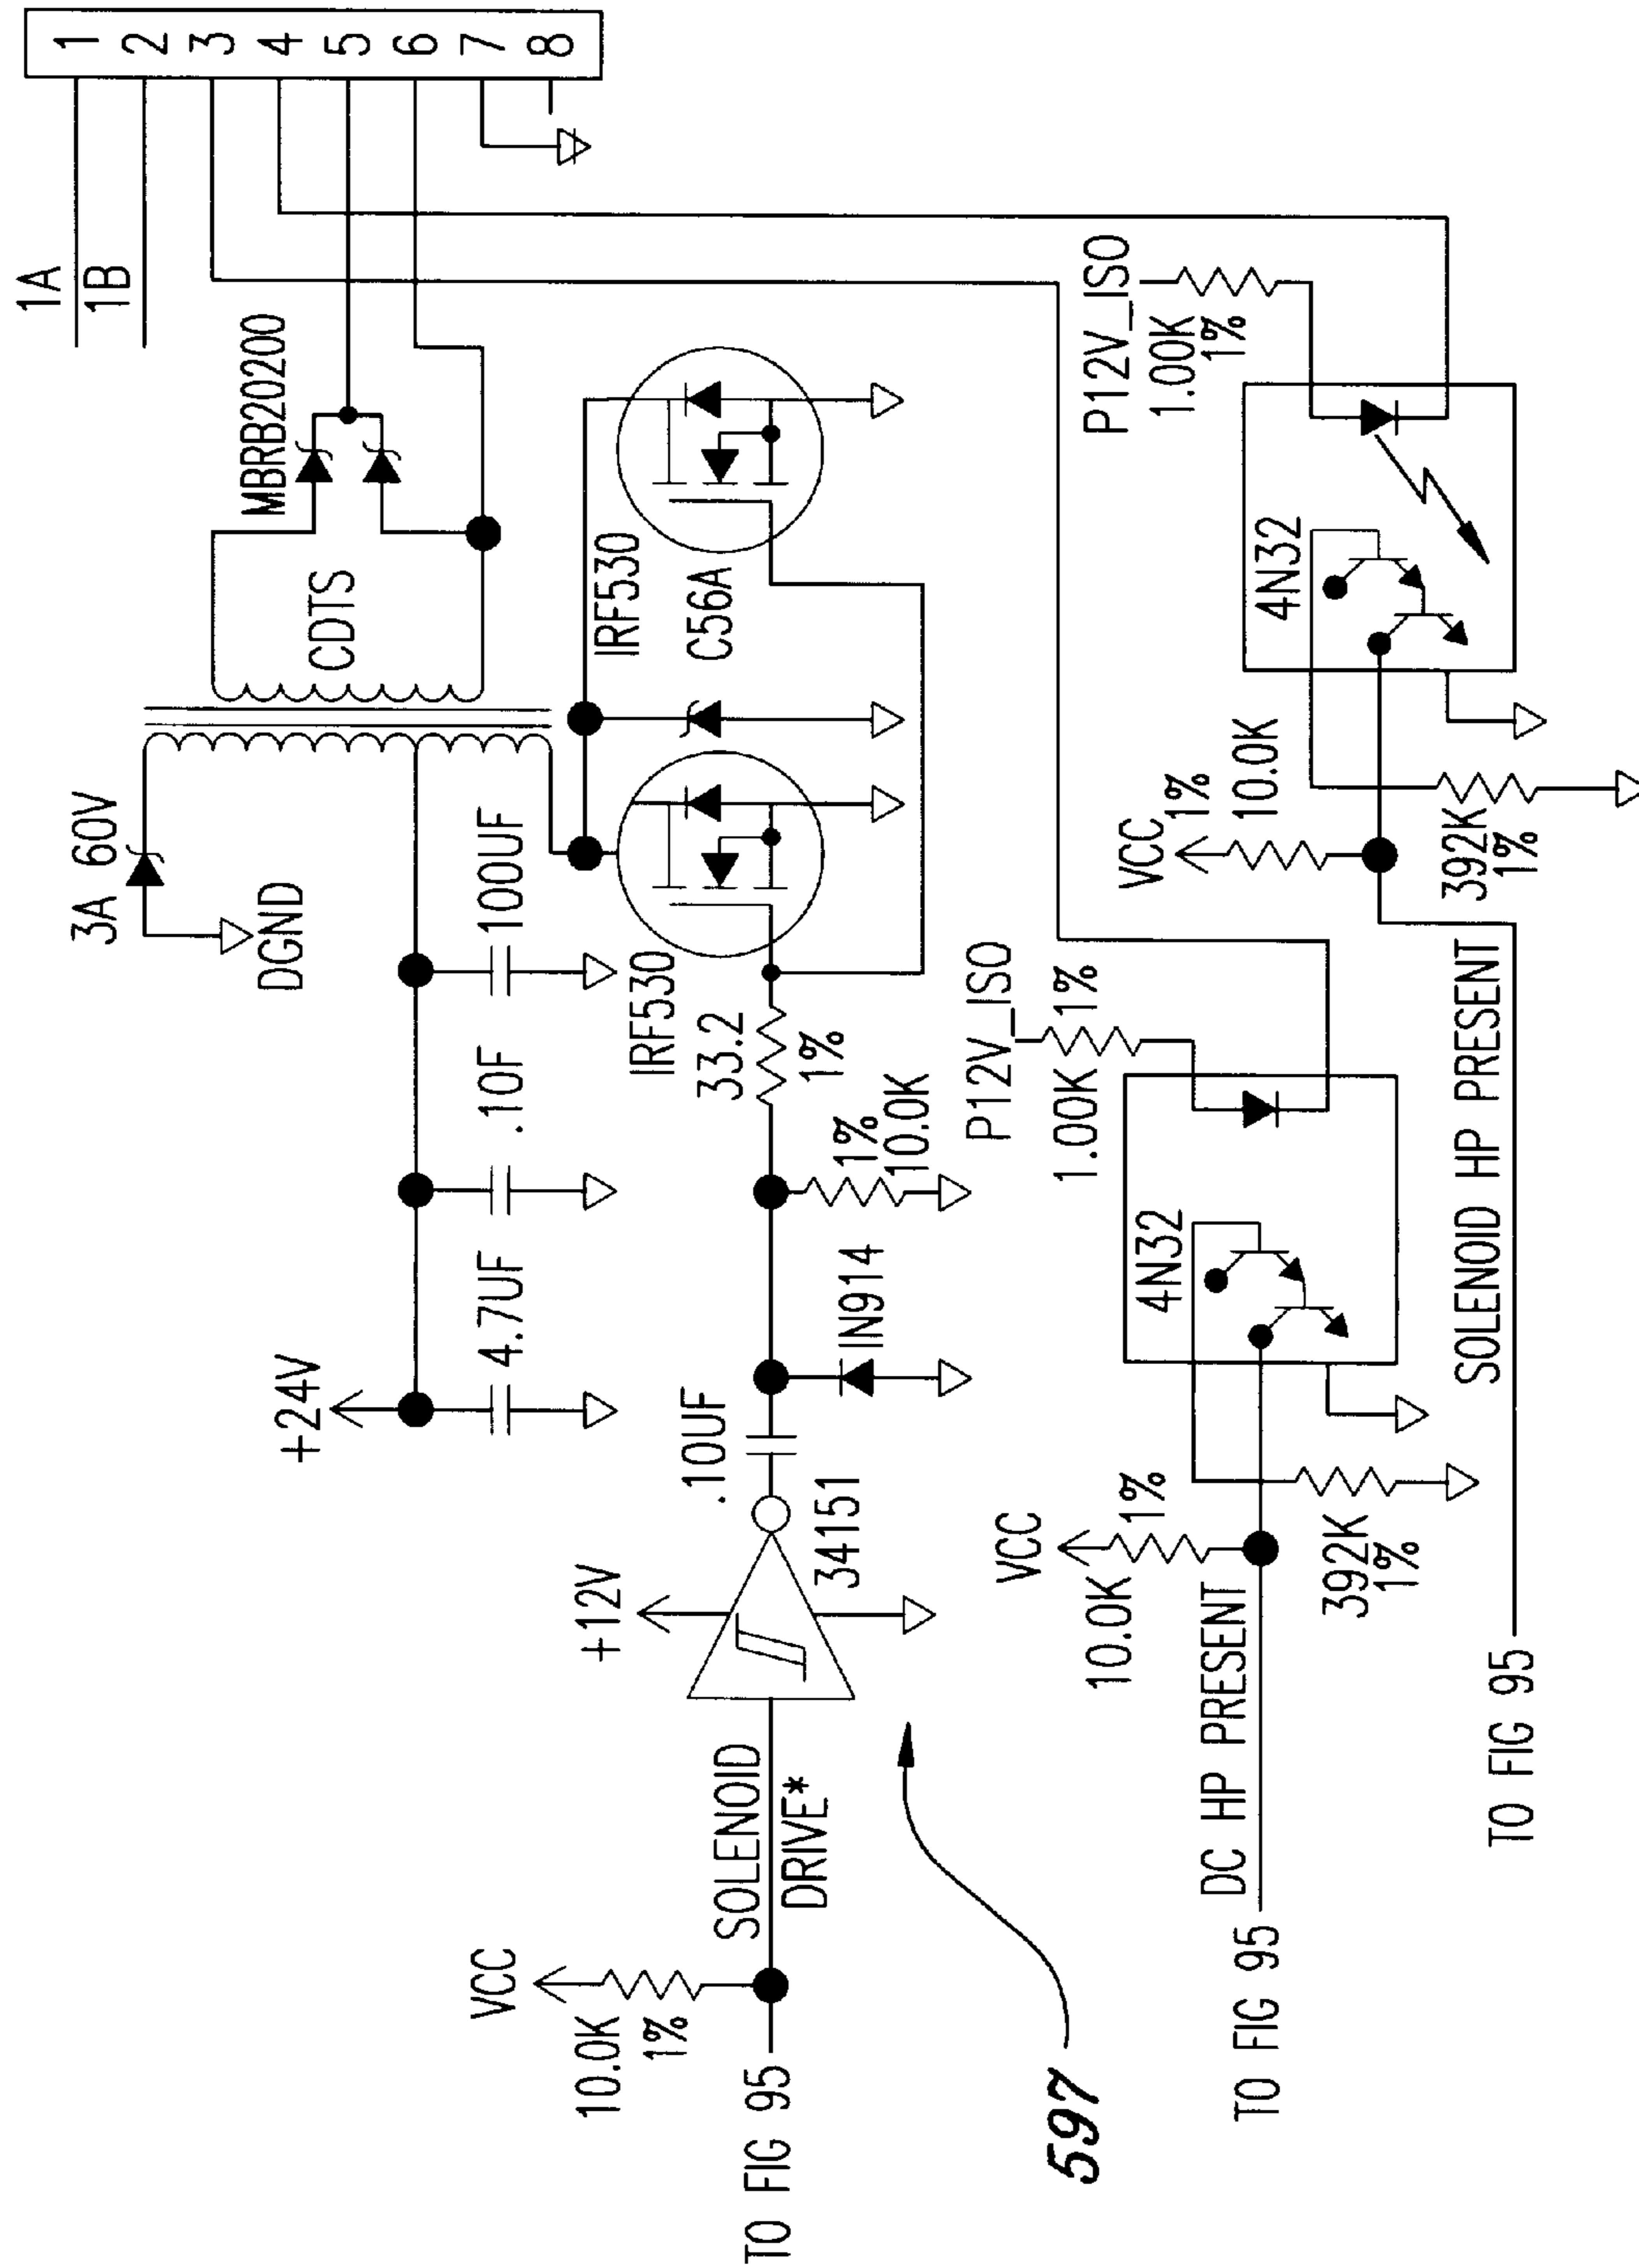 1
2
3
4
5
6
7
8
1A
1B
MBRB20200
CDTS
3A 60V
DGND
+24V
4.7UF
.10F
100UF
IRF530
IRF530
C56A
33.2
1%
1%
10.0K
IN914
.10UF
+12V
34151
SOLENOID
DRIVE*
VCC
10.0K
1%
TO FIG 95
597
P12V_ISO
1.00K
1%
4N32
VCC
10.0K
1%
392K
1%
DC HP PRESENT
TO FIG 95
P12V_ISO
1.00K
1%
4N32
VCC
1%
10.0K
392K
1%
SOLENOID HP PRESENT
TO FIG 95